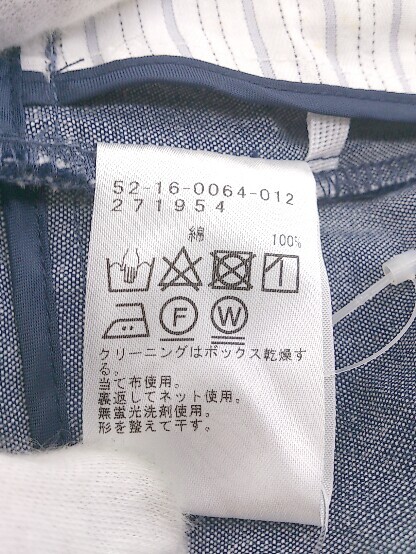 52-16-0064-012
271954
綿 100%
F W
クリーニングはボックス乾燥す
る。
当て布使用。
裏返してネット使用。
無蛍光洗剤使用。
形を整えて干す。